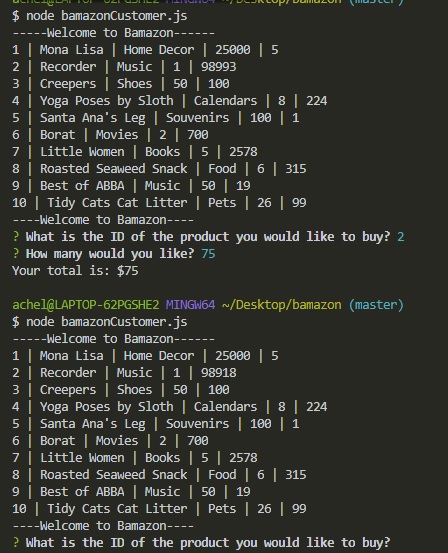 achel@LAPTOP-62PGSHE2 MINGW64 ~/Desktop/bamazon (master)
$ node bamazonCustomer.js
-----Welcome to Bamazon------
1 | Mona Lisa | Home Decor | 25000 | 5
2 | Recorder | Music | 1 | 98993
3 | Creepers | Shoes | 50 | 100
4 | Yoga Poses by Sloth | Calendars | 8 | 224
5 | Santa Ana's Leg | Souvenirs | 100 | 1
6 | Borat | Movies | 2 | 700
7 | Little Women | Books | 5 | 2578
8 | Roasted Seaweed Snack | Food | 6 | 315
9 | Best of ABBA | Music | 50 | 19
10 | Tidy Cats Cat Litter | Pets | 26 | 99
----Welcome to Bamazon----
? What is the ID of the product you would like to buy? 2
? How many would you like? 75
Your total is: $75
achel@LAPTOP-62PGSHE2 MINGW64 ~/Desktop/bamazon (master)
$ node bamazonCustomer.js
-----Welcome to Bamazon------
1 | Mona Lisa | Home Decor | 25000 | 5
2 | Recorder | Music | 1 | 98918
3 | Creepers | Shoes | 50 | 100
4 | Yoga Poses by Sloth | Calendars | 8 | 224
5 | Santa Ana's Leg | Souvenirs | 100 | 1
6 | Borat | Movies | 2 | 700
7 | Little Women | Books | 5 | 2578
8 | Roasted Seaweed Snack | Food | 6 | 315
9 | Best of ABBA | Music | 50 | 19
10 | Tidy Cats Cat Litter | Pets | 26 | 99
----Welcome to Bamazon----
? What is the ID of the product you would like to buy?